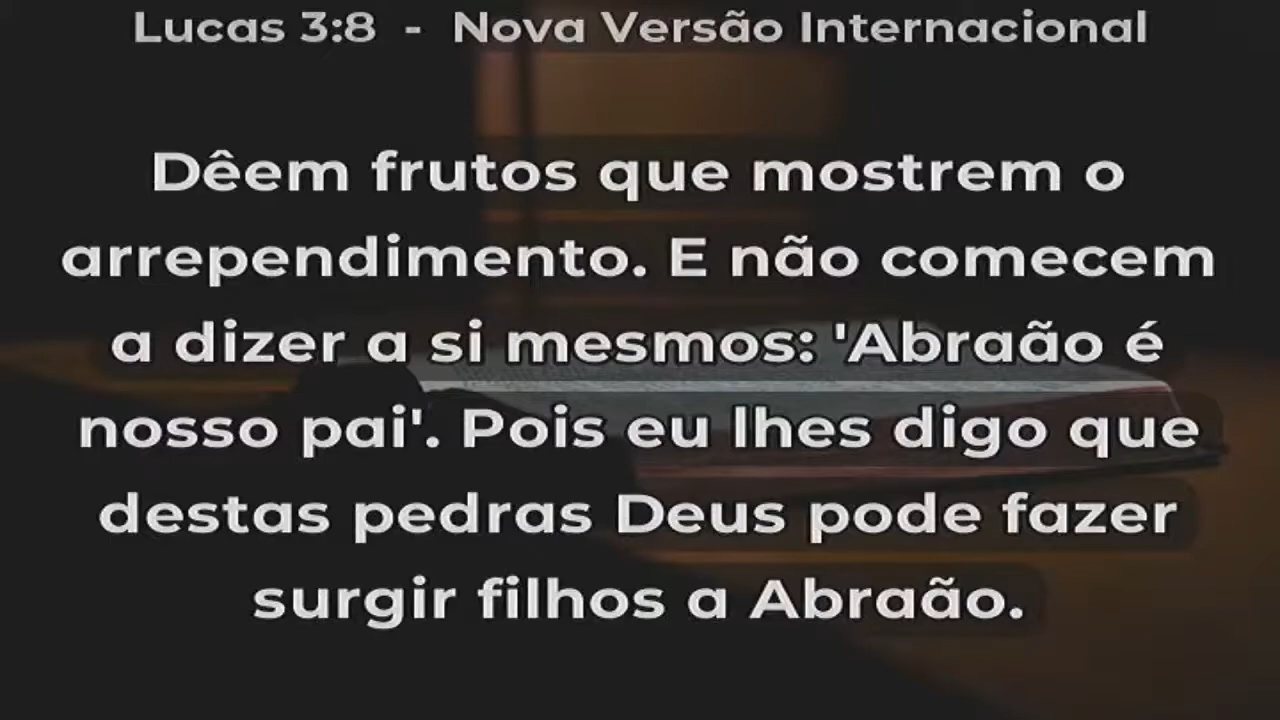 Lucas 3:8 - Nova Versão Internacional
Dêem frutos que mostrem o
arrependimento. E não comecem
a dizer a si mesmos: 'Abraão é
nosso pai'. Pois eu lhes digo que
destas pedras Deus pode fazer
surgir filhos a Abraão.